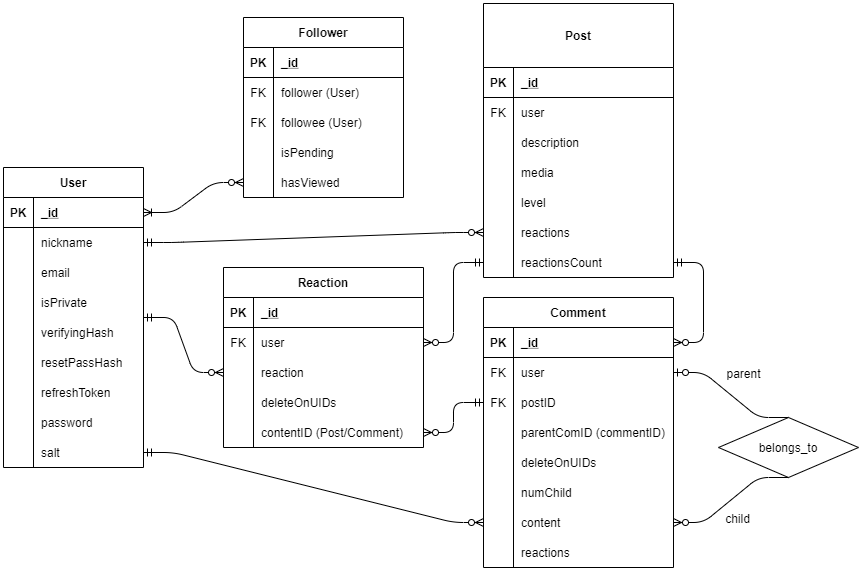 Follower
PK _id
FK follower (User)
FK followee (User)
isPending
hasViewed
Post
PK _id
FK user
description
media
level
reactions
reactionsCount
User
PK _id
nickname
email
isPrivate
verifyingHash
resetPassHash
refreshToken
password
salt
Reaction
PK _id
FK user
reaction
deleteOnUIDs
contentID (Post/Comment)
Comment
PK _id
FK user
FK postID
parentComID (commentID)
deleteOnUIDs
numChild
content
reactions
parent
belongs_to
child